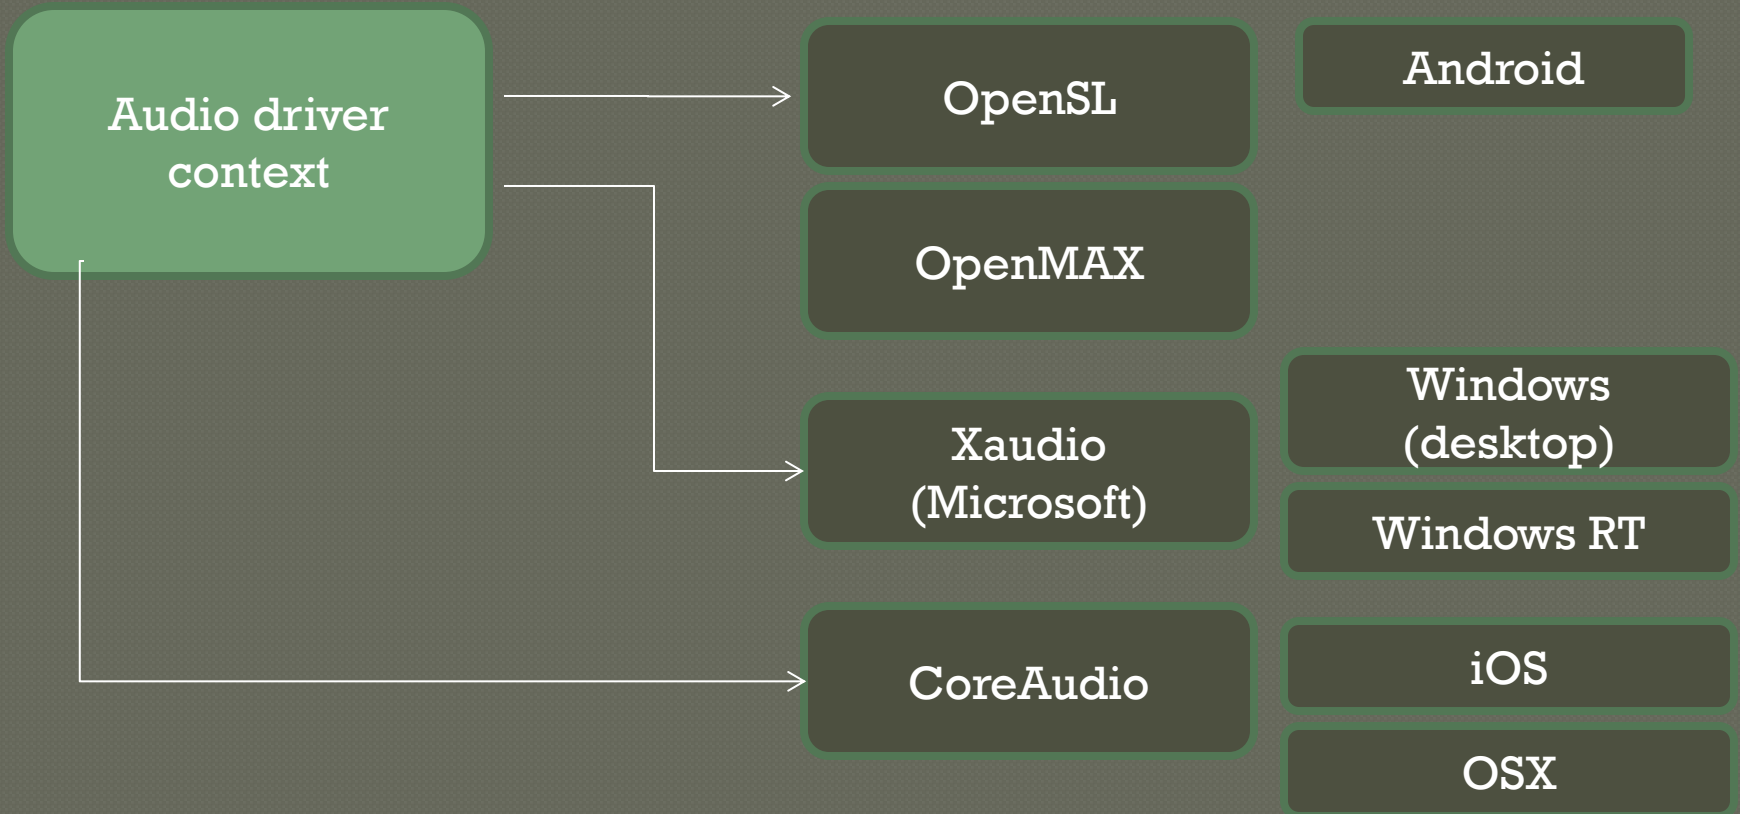 Audio driver
context
OpenSL
Android
OpenMAX
Xaudio
(Microsoft)
Windows
(desktop)
Windows RT
CoreAudio
iOS
OSX